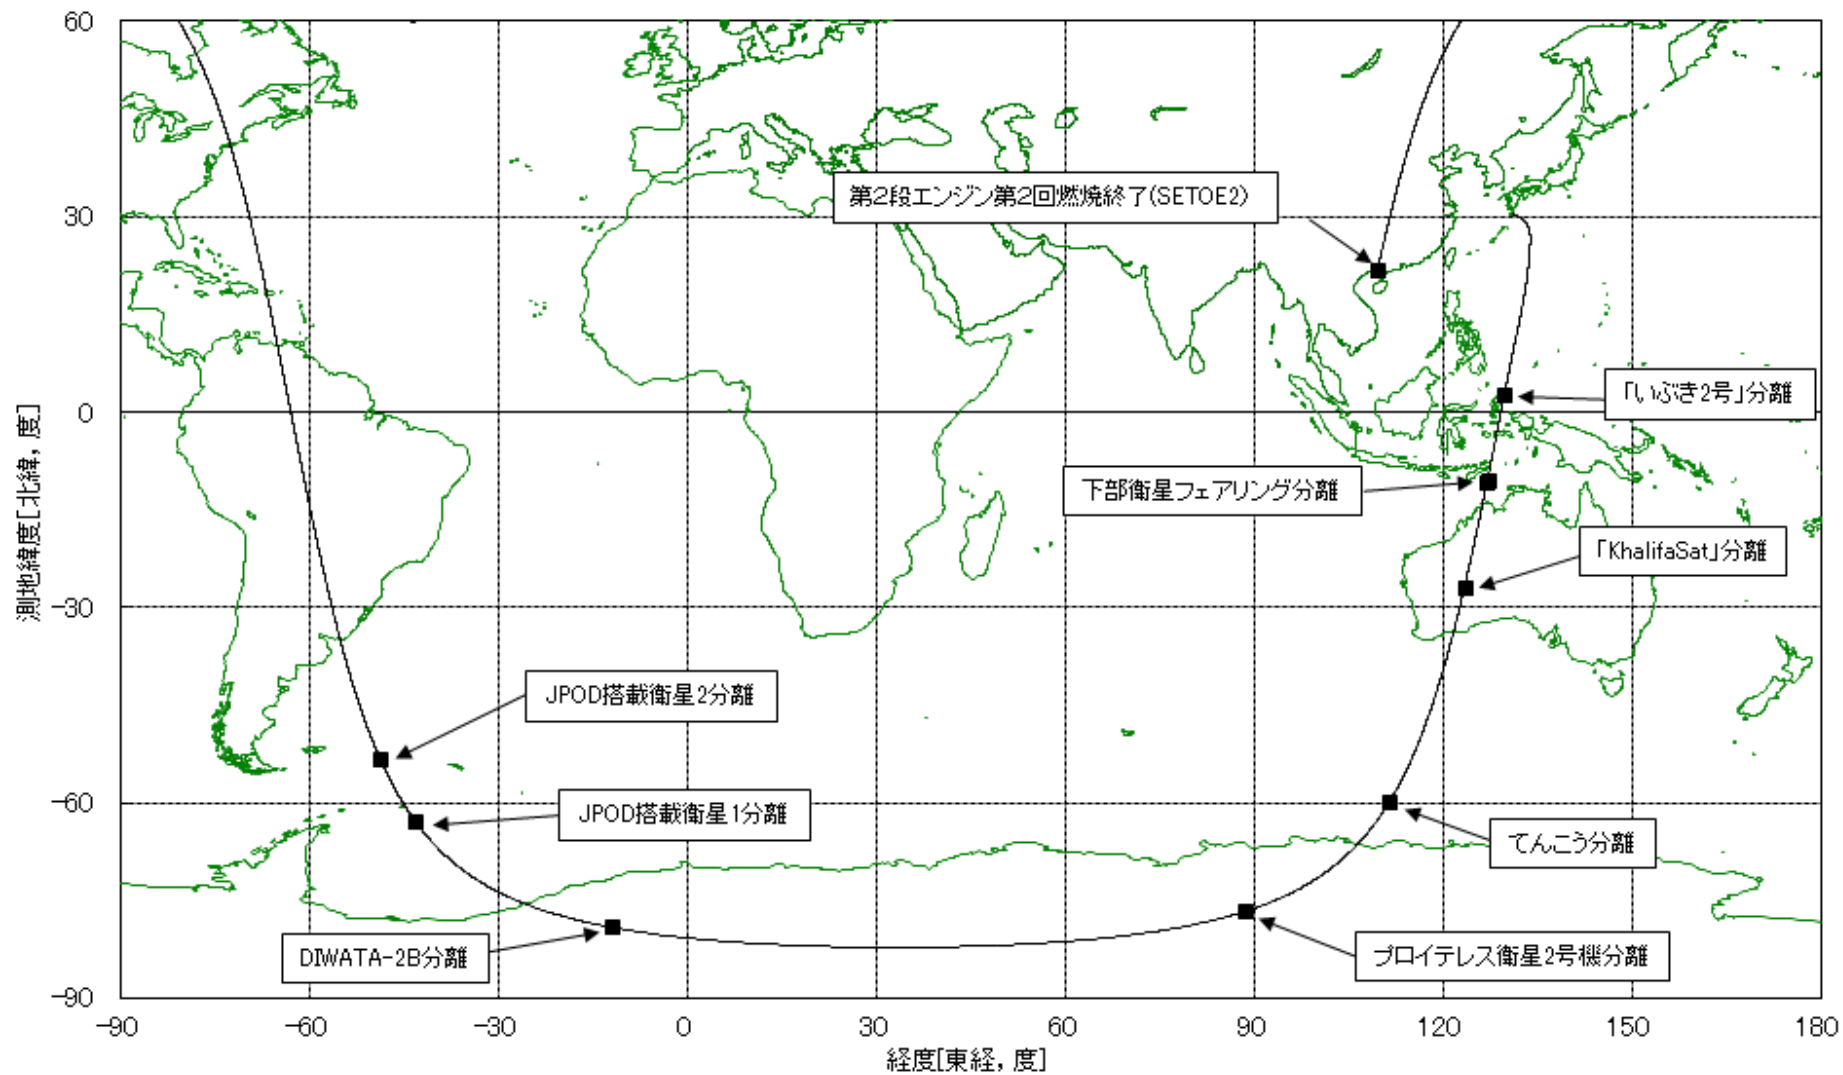 60
30
0
-30
-60
-90
測地緯度[北緯, 度]
第2段エンジン第2回燃焼終了(SETOE2)
「いぶき2号」分離
下部衛星フェアリング分離
「KhalifaSat」分離
JPOD搭載衛星2分離
JPOD搭載衛星1分離
てんこう分離
DIWATA-2B分離
プロイテレス衛星2号機分離
-90 -60 -30 0 30 60 90 120 150 180
経度[東経, 度]